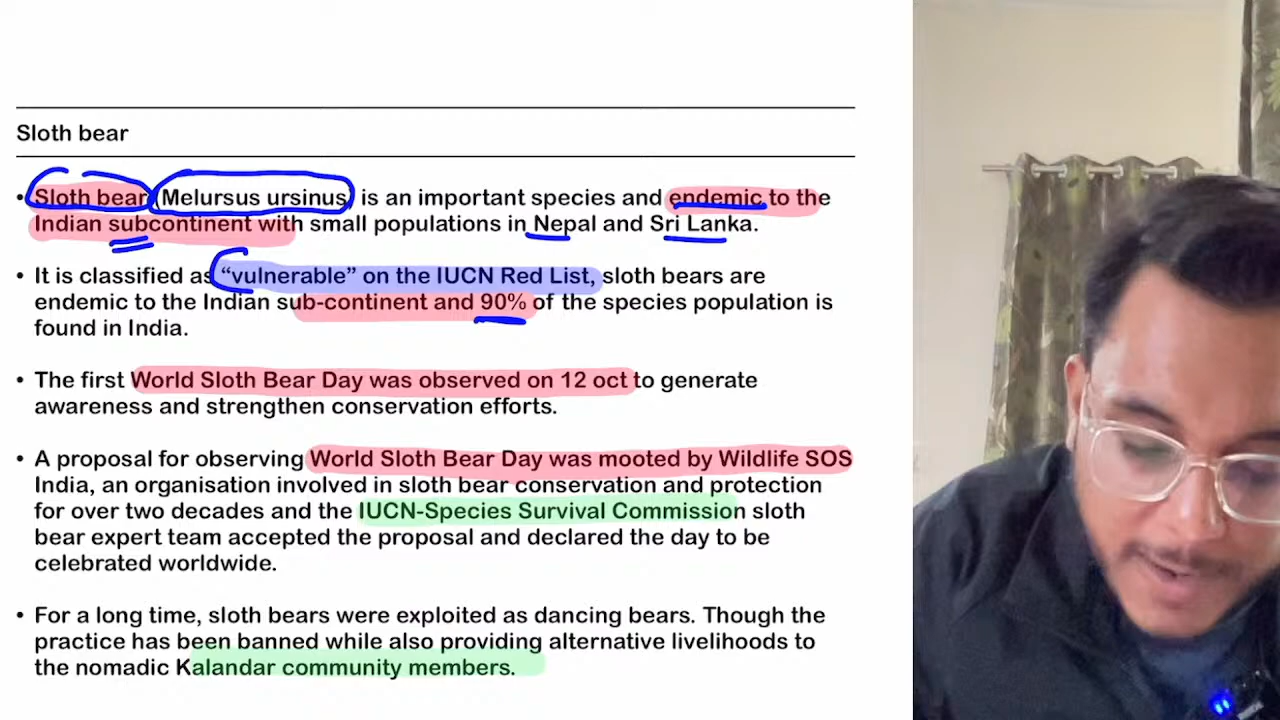 Sloth bear
• Sloth bear (Melursus ursinus) is an important species and endemic to the
Indian subcontinent with small populations in Nepal and Sri Lanka.
• It is classified as “vulnerable” on the IUCN Red List, sloth bears are
endemic to the Indian sub-continent and 90% of the species population is
found in India.
• The first World Sloth Bear Day was observed on 12 oct to generate
awareness and strengthen conservation efforts.
• A proposal for observing World Sloth Bear Day was mooted by Wildlife SOS
India, an organisation involved in sloth bear conservation and protection
for over two decades and the IUCN-Species Survival Commission sloth
bear expert team accepted the proposal and declared the day to be
celebrated worldwide.
• For a long time, sloth bears were exploited as dancing bears. Though the
practice has been banned while also providing alternative livelihoods to
the nomadic Kalandar community members.